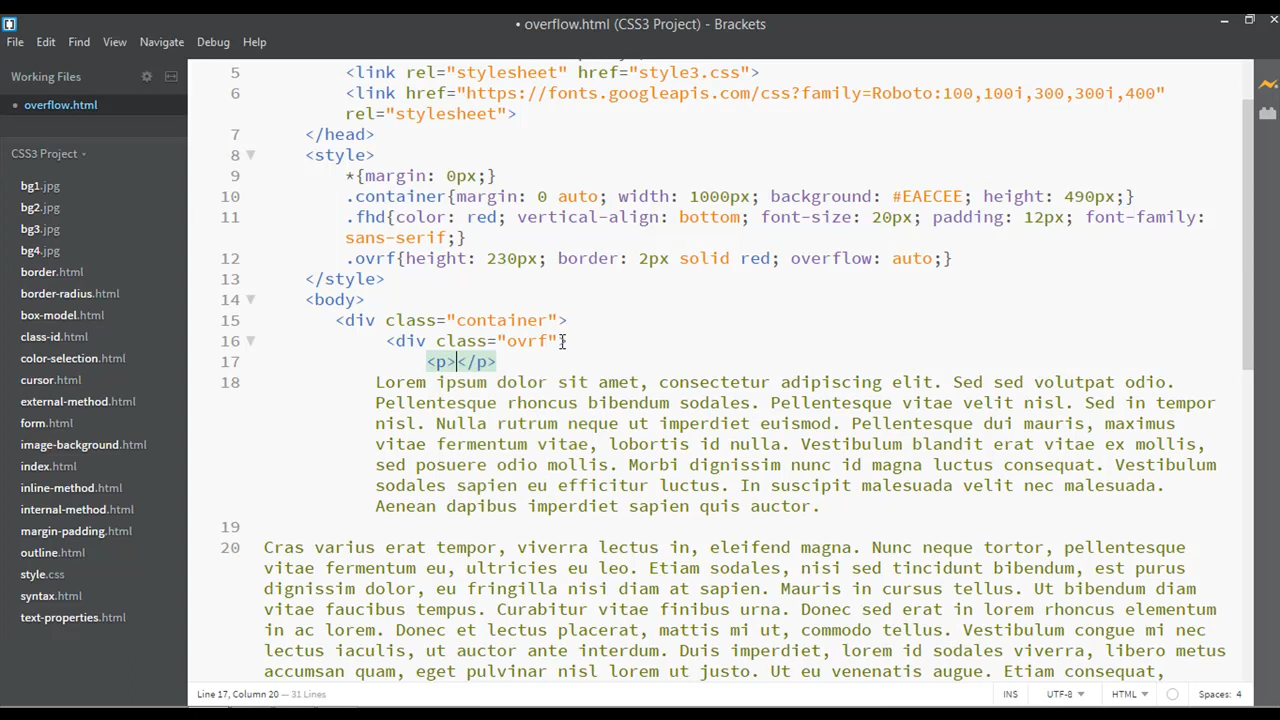 • overflow.html (CSS3 Project) - Brackets
File Edit Find View Navigate Debug Help
Working Files
• overflow.html
CSS3 Project
bg1.jpg
bg2.jpg
bg3.jpg
bg4.jpg
border.html
border-radius.html
box-model.html
class-id.html
color-selection.html
cursor.html
external-method.html
form.html
image-background.html
index.html
inline-method.html
internal-method.html
margin-padding.html
outline.html
style.css
syntax.html
text-properties.html
5 <link rel="stylesheet" href="style3.css">
6 <link href="https://fonts.googleapis.com/css?family=Roboto:100,100i,300,300i,400"
rel="stylesheet">
7 </head>
8 <style>
9 *{margin: 0px;}
10 .container{margin: 0 auto; width: 1000px; background: #EAECEE; height: 490px;}
11 .fhd{color: red; vertical-align: bottom; font-size: 20px; padding: 12px; font-family:
sans-serif;}
12 .ovrf{height: 230px; border: 2px solid red; overflow: auto;}
13 </style>
14 <body>
15 <div class="container>
16 <div class="ovrf">
17 <p></p>
18 Lorem ipsum dolor sit amet, consectetur adipiscing elit. Sed sed volutpat odio.
Pellentesque rhoncus bibendum sodales. Pellentesque vitae velit nisl. Sed in tempor
nisl. Nulla rutrum neque ut imperdiet euismod. Pellentesque dui mauris, maximus
vitae fermentum vitae, lobortis id nulla. Vestibulum blandit erat vitae ex mollis,
sed posuere odio mollis. Morbi dignissim nunc id magna luctus consequat. Vestibulum
sodales sapien eu efficitur luctus. In suscipit malesuada velit nec malesuada.
Aenean dapibus imperdiet sapien quis auctor.
19
20 Cras varius erat tempor, viverra lectus in, eleifend magna. Nunc neque tortor, pellentesque
vitae fermentum eu, ultricies eu leo. Etiam sodales, nisi sed tincidunt bibendum, est purus
dignissim dolor, eu fringilla nisi diam at sapien. Mauris in cursus tellus. Ut bibendum diam
vitae faucibus tempus. Curabitur vitae finibus urna. Donec sed erat in lorem rhoncus elementum
in ac lorem. Donec et lectus placerat, mattis mi ut, commodo tellus. Vestibulum congue mi nec
lectus iaculis, ut auctor ante interdum. Duis imperdiet, lorem id sodales viverra, libero metus
accumsan quam, eget pulvinar nisl lorem ut justo. Ut eu venenatis augue. Etiam consequat,
Line 17, Column 20 — 31 Lines
INS UTF-8 HTML Spaces: 4